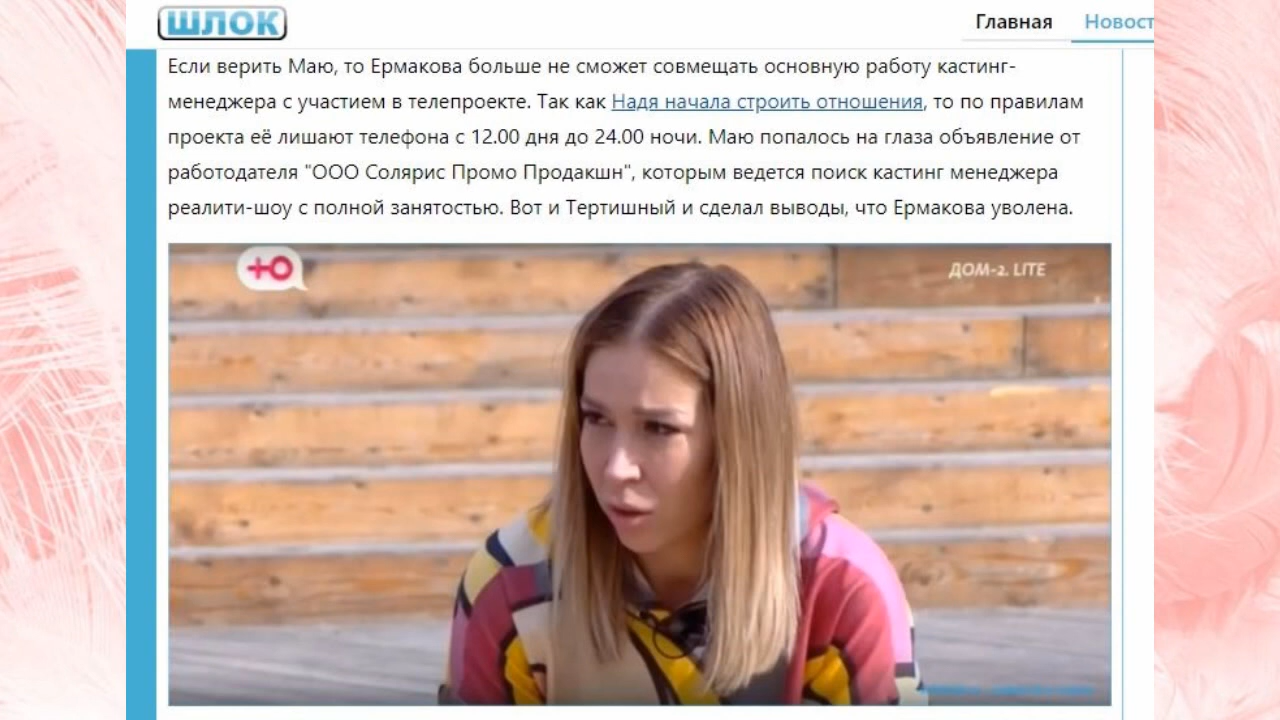 ШЛОК
Главная Новост
Если верить Маю, то Ермакова больше не сможет совмещать основную работу кастинг-
менеджера с участием в телепроекте. Так как Надя начала строить отношения, то по правилам
проекта её лишают телефона с 12.00 дня до 24.00 ночи. Маю попалось на глаза объявление от
работодателя "ООО Солярис Промо Продакшн", которым ведется поиск кастинг менеджера
реалити-шоу с полной занятостью. Вот и Тертишный и сделал выводы, что Ермакова уволена.
Ю ДОМ-2. LITE